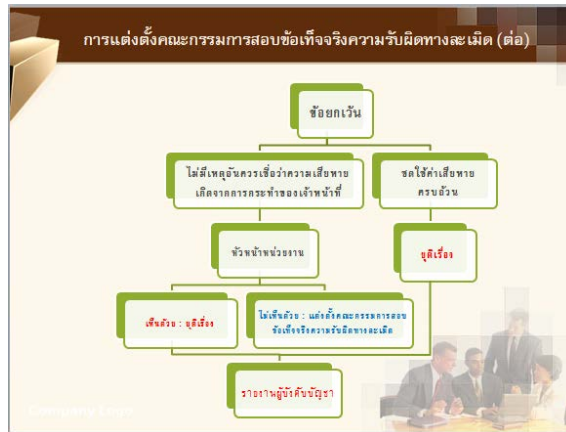 การแต่งตั้งคณะกรรมการสอบข้อเท็จจริงความรับผิดทางละเมิด (ต่อ)
ข้อยกเว้น
ไม่มีเหตุอันควรเชื่อว่าความเสียหาย
เกิดจากการกระทำของเจ้าหน้าที่
ชดใช้ค่าเสียหาย
ครบถ้วน
หัวหน้าหน่วยงาน
ยุติเรื่อง
เห็นด้วย : ยุติเรื่อง
ไม่เห็นด้วย : แต่งตั้งคณะกรรมการสอบ
ข้อเท็จจริงความรับผิดทางละเมิด
รายงานผู้บังคับบัญชา
Company Logo